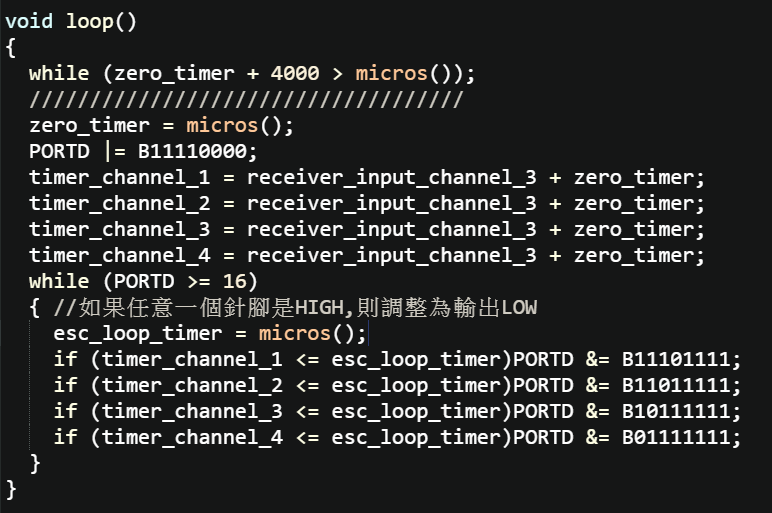 void loop()
{
  while (zero_timer + 4000 > micros());
  ////////////////////////////////////
  zero_timer = micros();
  PORTD |= B11110000;
  timer_channel_1 = receiver_input_channel_3 + zero_timer;
  timer_channel_2 = receiver_input_channel_3 + zero_timer;
  timer_channel_3 = receiver_input_channel_3 + zero_timer;
  timer_channel_4 = receiver_input_channel_3 + zero_timer;
  while (PORTD >= 16)
  { //如果任意一個針腳是HIGH,則調整為輸出LOW
    esc_loop_timer = micros();
    if (timer_channel_1 <= esc_loop_timer)PORTD &= B11101111;
    if (timer_channel_2 <= esc_loop_timer)PORTD &= B11011111;
    if (timer_channel_3 <= esc_loop_timer)PORTD &= B10111111;
    if (timer_channel_4 <= esc_loop_timer)PORTD &= B01111111;
  }
}